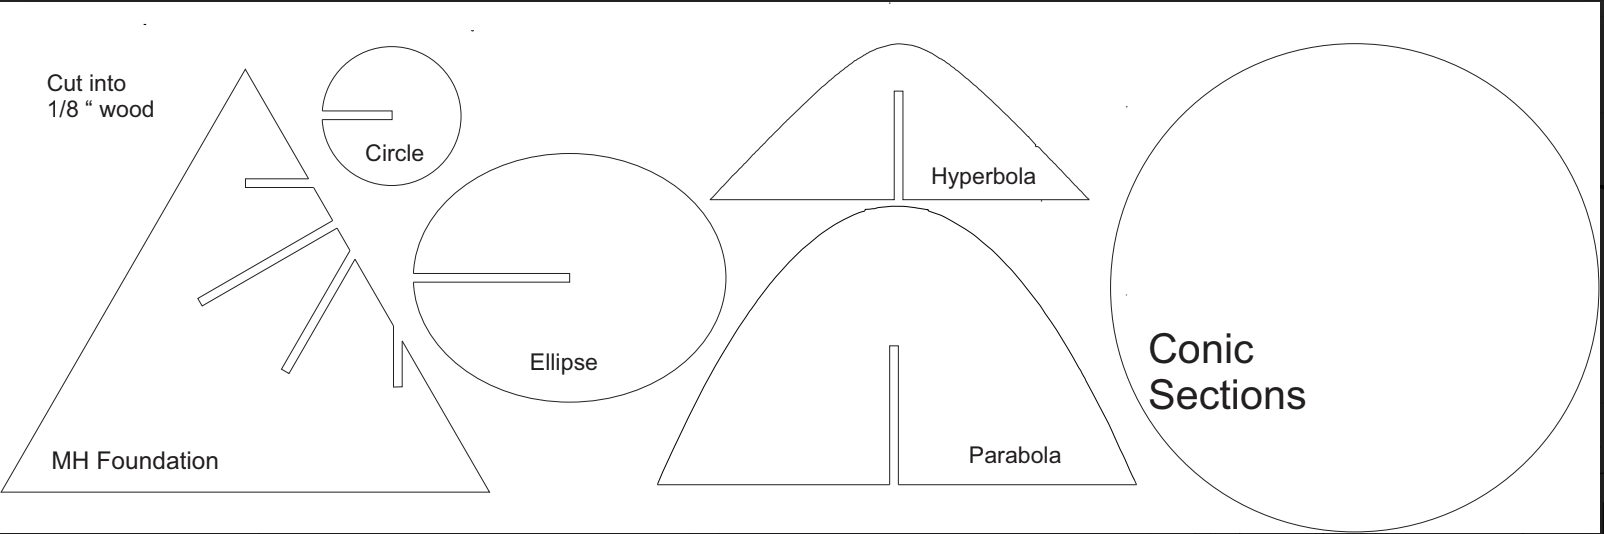 Cut into
1/8 “ wood
Circle
Hyperbola
Ellipse
Conic
Sections
MH Foundation
Parabola